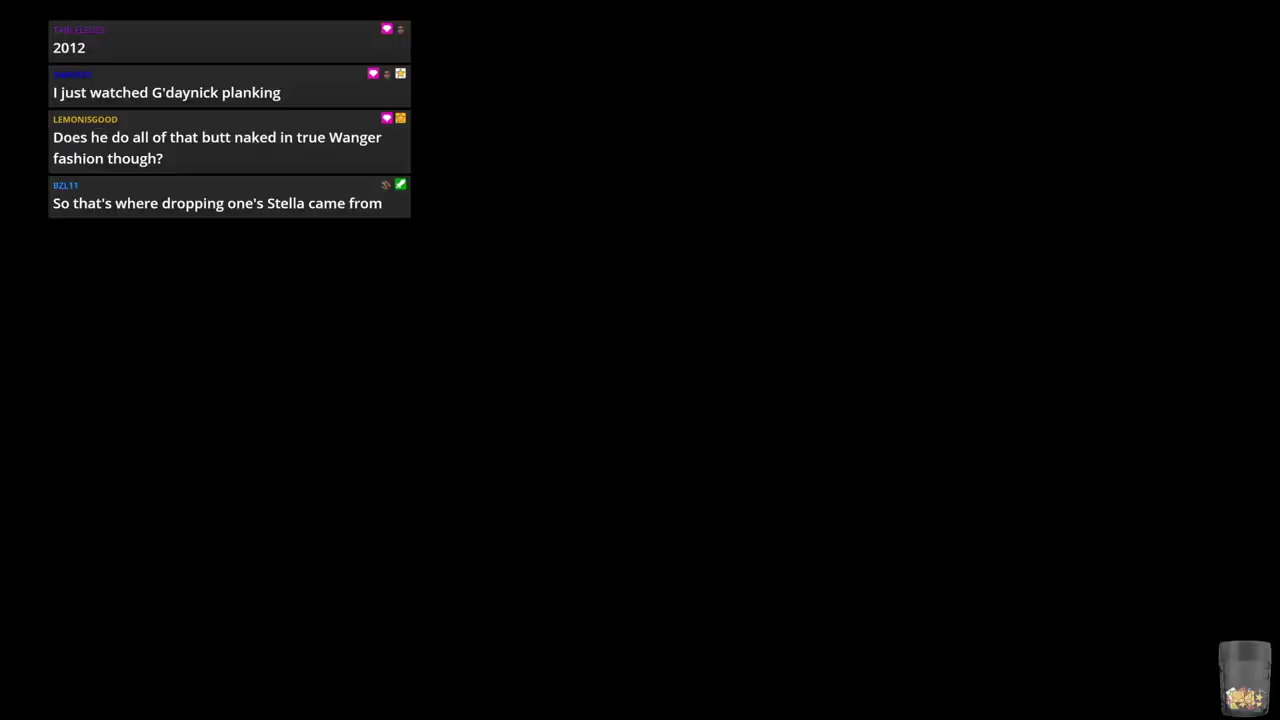 2012
I just watched G'daynick planking
LEMONISGOOD
Does he do all of that butt naked in true Wanger
fashion though?
BZL11
So that's where dropping one's Stella came from